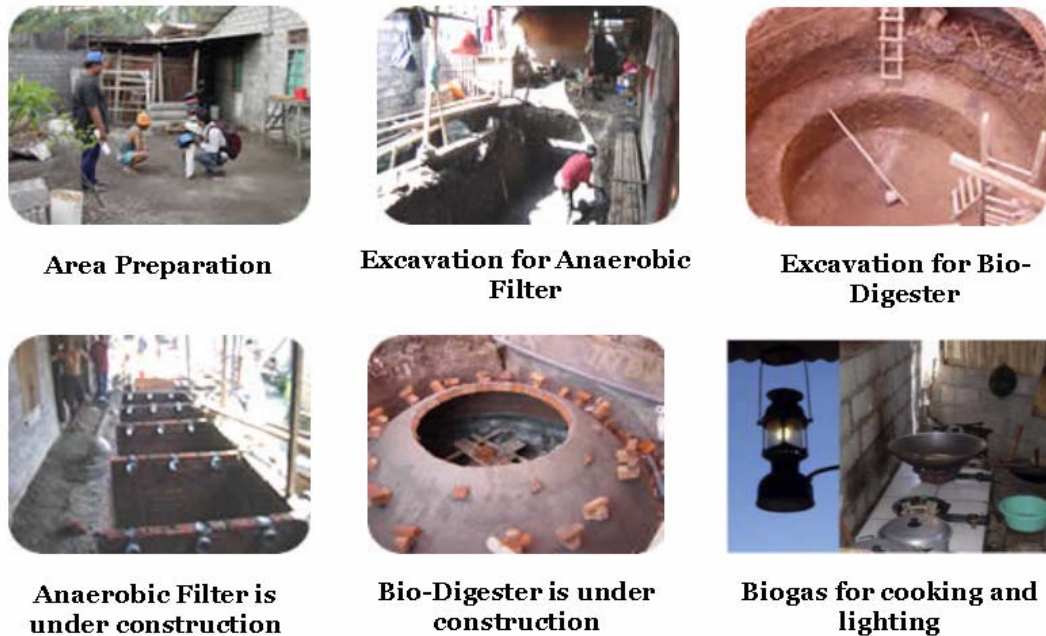 Area Preparation
Excavation for Anaerobic
Filter
Excavation for Bio-
Digester
Anaerobic Filter is
under construction
Bio-Digester is under
construction
Biogas for cooking and
lighting